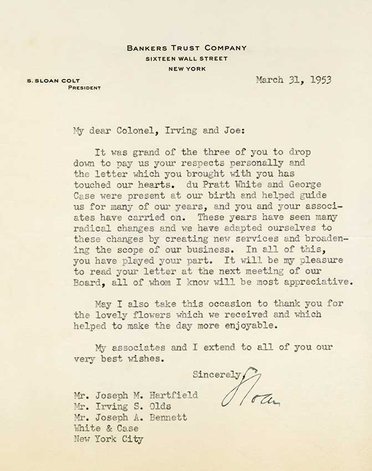 BANKERS TRUST COMPANY
SIXTEEN WALL STREET
NEW YORK
S. SLOAN COLT
PRESIDENT
March 31, 1953
My dear Colonel, Irving and Joe:
It was grand of the three of you to drop
down to pay us your respects personally and
the letter which you brought with you has
touched our hearts. du Pratt White and George
Case were present at our birth and helped guide
us for many of our years, and you and your associ-
ates have carried on. These years have seen many
radical changes and we have adapted ourselves to
these changes by creating new services and broaden-
ing the scope of our business. In all of this,
you have played your part. It will be my pleasure
to read your letter at the next meeting of our
Board, all of whom I know will be most appreciative.
May I also take this occasion to thank you for
the lovely flowers which we received and which
helped to make the day more enjoyable.
My associates and I extend to all of you our
very best wishes.
Sincerely,
Sloan
Mr. Joseph M. Hartfield
Mr. Irving S. Olds
Mr. Joseph A. Bennett
White & Case
New York City